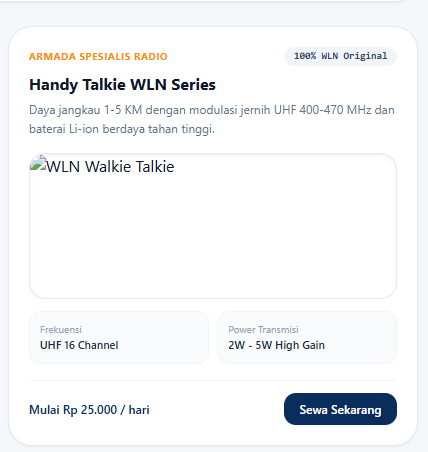 ARMADA SPESIALIS RADIO
100% WLN Original
Handy Talkie WLN Series
Daya jangkau 1-5 KM dengan modulasi jernih UHF 400-470 MHz dan
baterai Li-ion berdaya tahan tinggi.
WLN Walkie Talkie
Frekuensi
UHF 16 Channel
Power Transmisi
2W - 5W High Gain
Mulai Rp 25.000 / hari
Sewa Sekarang